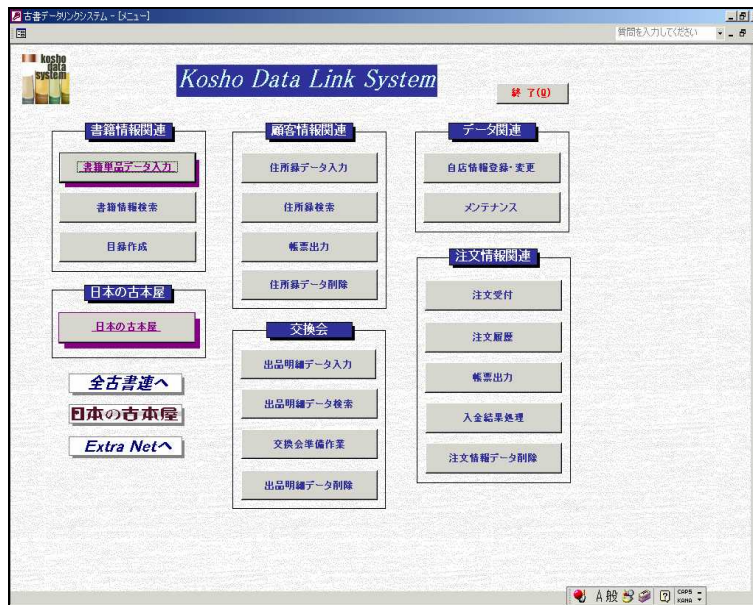 古書データリンクシステム - [メニュー]
質問を入力してください
kosho
data
system
Kosho Data Link System
終 了(Q)
書籍情報関連
書籍単品データ入力
書籍情報検索
目録作成
日本の古本屋
日本の古本屋
全古書連へ
日本の古本屋
Extra Netへ
顧客情報関連
住所録データ入力
住所録検索
帳票出力
住所録データ削除
交換会
出品明細データ入力
出品明細データ検索
交換会準備作業
出品明細データ削除
データ関連
自店情報登録・変更
メンテナンス
注文情報関連
注文受付
注文履歴
帳票出力
入金結果処理
注文情報データ削除
A 般
CAPS
KANA